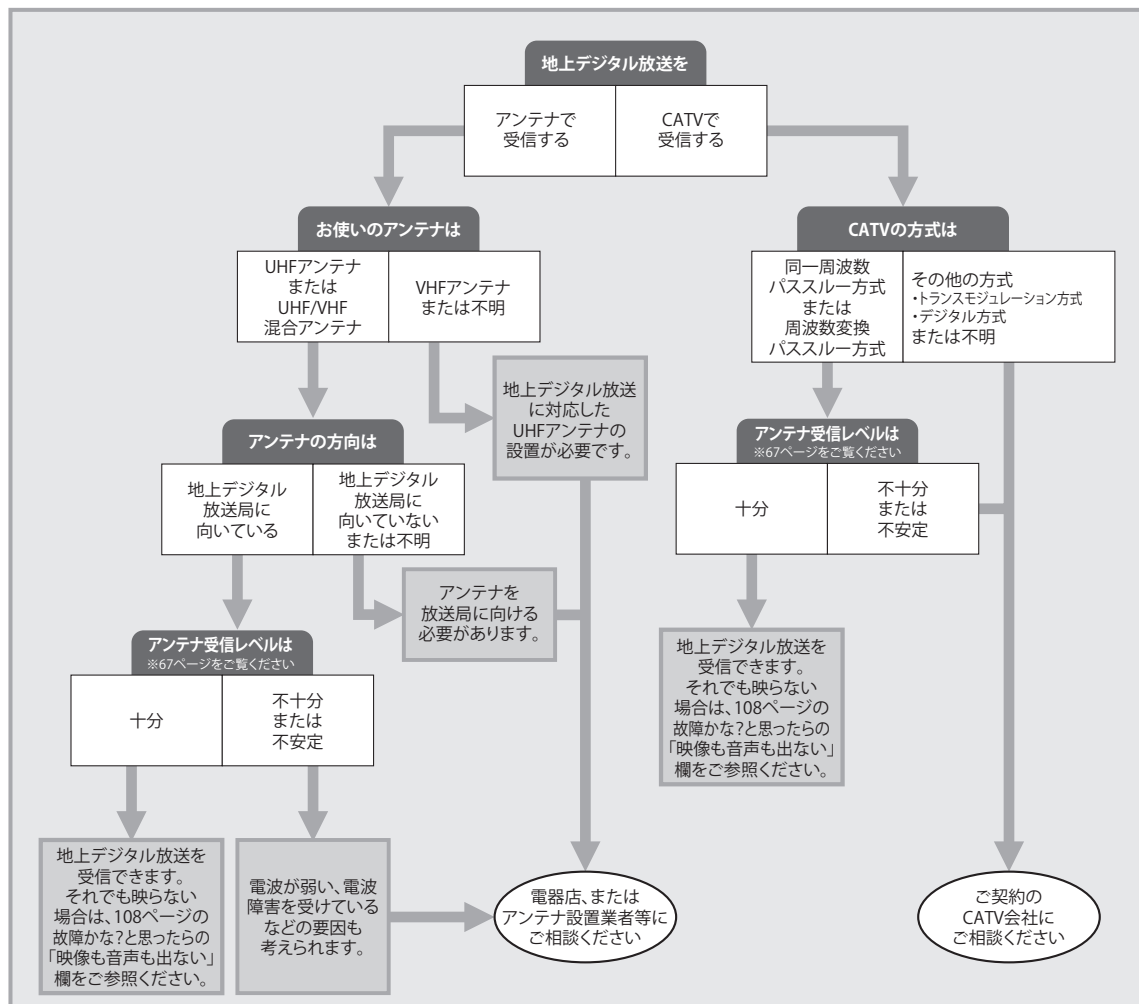 地上デジタル放送を
アンテナで
受信する
CATVで
受信する
お使いのアンテナは
UHFアンテナ
または
UHF/VHF
混合アンテナ
VHFアンテナ
または不明
CATVの方式は
同一周波数
パススルー方式
または
周波数変換
パススルー方式
その他の方式
・トランスモジュレーション方式
・デジタル方式
または不明
地上デジタル放送
に対応した
UHFアンテナの
設置が必要です。
アンテナの方向は
地上デジタル
放送局に
向いている
地上デジタル
放送局に
向いていない
または不明
アンテナ受信レベルは
※67ページをご覧ください
十分
不十分
または
不安定
アンテナを
放送局に向ける
必要があります。
アンテナ受信レベルは
※67ページをご覧ください
十分
不十分
または
不安定
地上デジタル放送を
受信できます。
それでも映らない
場合は、108ページの
故障かな?と思ったらの
「映像も音声も出ない」
欄をご参照ください。
地上デジタル放送を
受信できます。
それでも映らない
場合は、108ページの
故障かな?と思ったらの
「映像も音声も出ない」
欄をご参照ください。
電波が弱い、電波
障害を受けている
などの要因も
考えられます。
電器店、または
アンテナ設置業者等に
ご相談ください
ご契約の
CATV会社に
ご相談ください